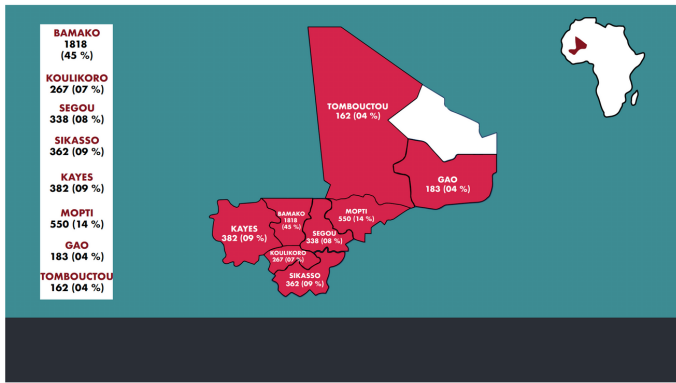 BAMAKO
1818
(45 %)
KOULIKORO
267 (07 %)
SEGOU
338 (08 %)
SIKASSO
362 (09 %)
KAYES
382 (09 %)
MOPTI
550 (14 %)
GAO
183 (04 %)
TOMBOUCTOU
162 (04 %)
TOMBOUCTOU
162 (04 %)
GAO
183 (04 %)
MOPTI
550 (14 %)
BAMAKO
1818
(45 %)
KAYES
382 (09 %)
SEGOU
338 (08 %)
KOULIKORO
267 (07 %)
SIKASSO
362 (09 %)